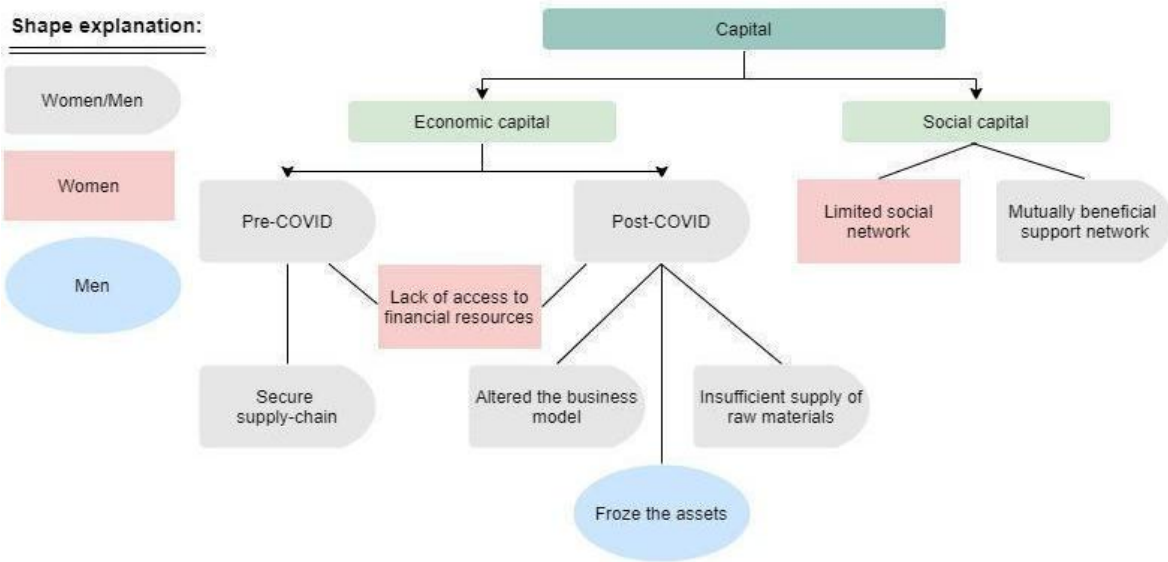 Shape explanation:
Women/Men
Women
Men
Capital
Economic capital
Social capital
Pre-COVID
Post-COVID
Limited social
network
Mutually beneficial
support network
Lack of access to
financial resources
Secure
supply-chain
Altered the business
model
Insufficient supply of
raw materials
Froze the assets